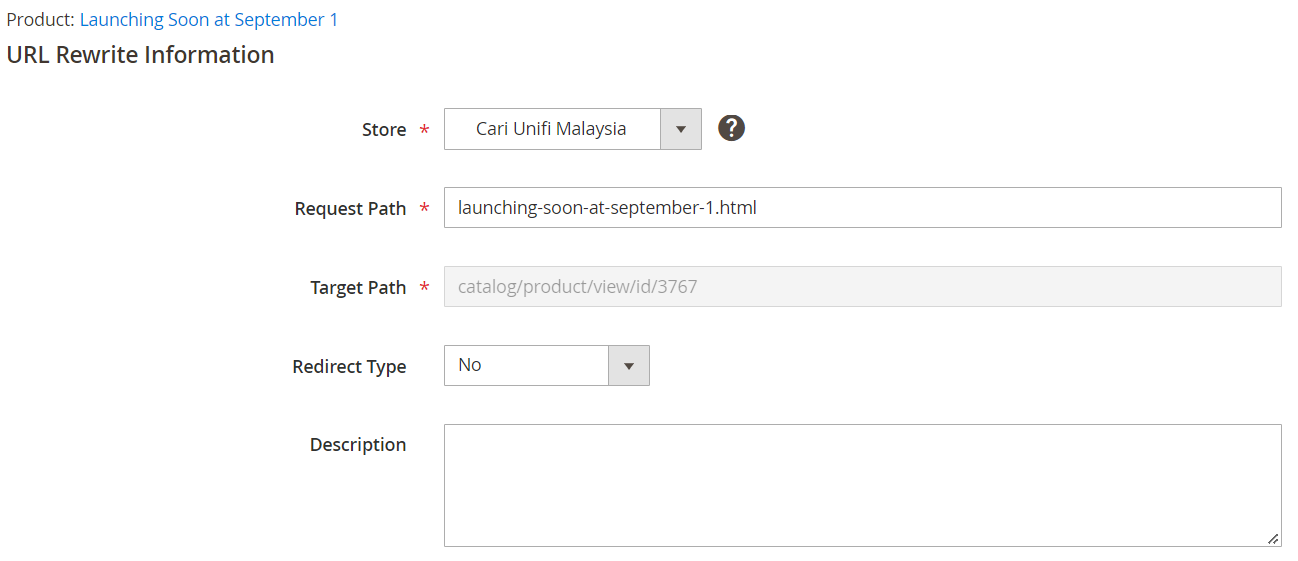 Product: Launching Soon at September 1
URL Rewrite Information
Store * Cari Unifi Malaysia ?
Request Path * launching-soon-at-september-1.html
Target Path * catalog/product/view/id/3767
Redirect Type No
Description